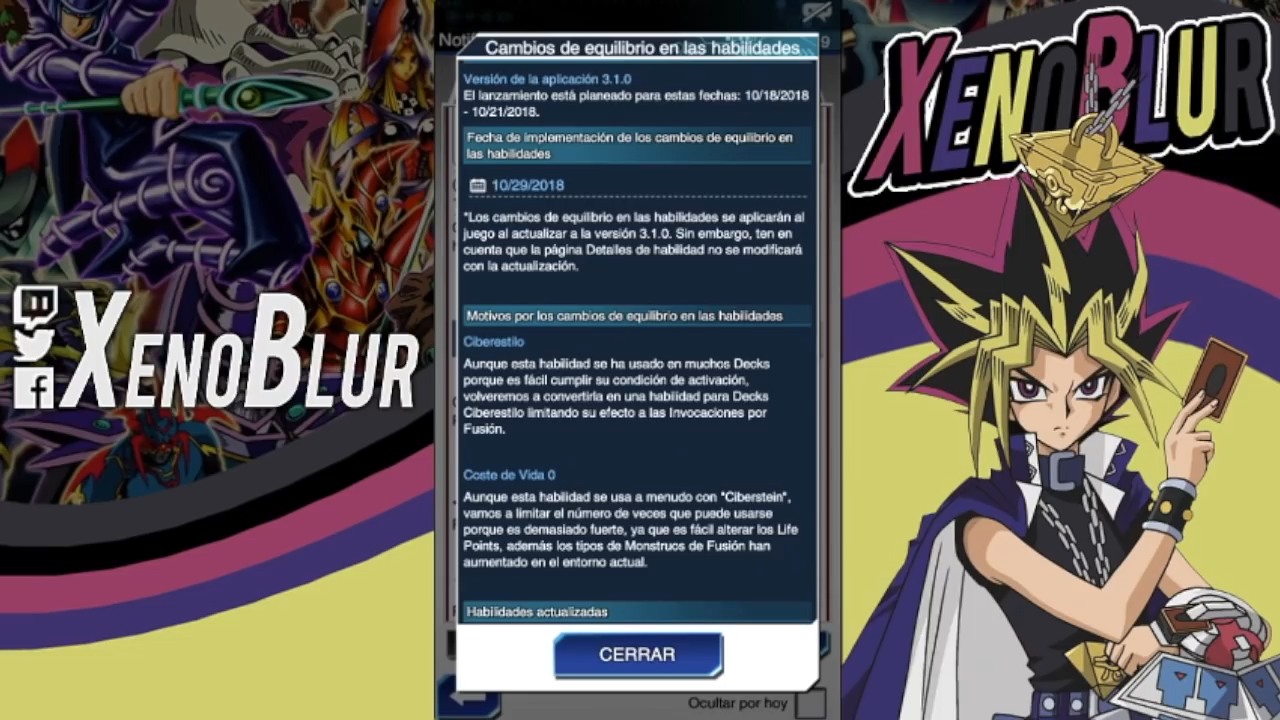 Noti
Cambios de equilibrio en las habilidades
9
Versión de la aplicación 3.1.0
El lanzamiento está planeado para estas fechas: 10/18/2018
- 10/21/2018.
Fecha de implementación de los cambios de equilibrio en
las habilidades
10/29/2018
*Los cambios de equilibrio en las habilidades se aplicarán al
juego al actualizar a la versión 3.1.0. Sin embargo, ten en
cuenta que la página Detalles de habilidad no se modificará
con la actualización.
Motivos por los cambios de equilibrio en las habilidades
Ciberestilo
Aunque esta habilidad se ha usado en muchos Decks
porque es fácil cumplir su condición de activación,
volveremos a convertirla en una habilidad para Decks
Ciberestilo limitando su efecto a las Invocaciones por
Fusión.
Coste de Vida 0
Aunque esta habilidad se usa a menudo con "Ciberstein",
vamos a limitar el número de veces que puede usarse
porque es demasiado fuerte, ya que es fácil alterar los Life
Points, además los tipos de Monstruos de Fusión han
aumentado en el entorno actual.
Habilidades actualizadas
CERRAR
Ocultar por hoy
XENOBLUR
XENOBLUR